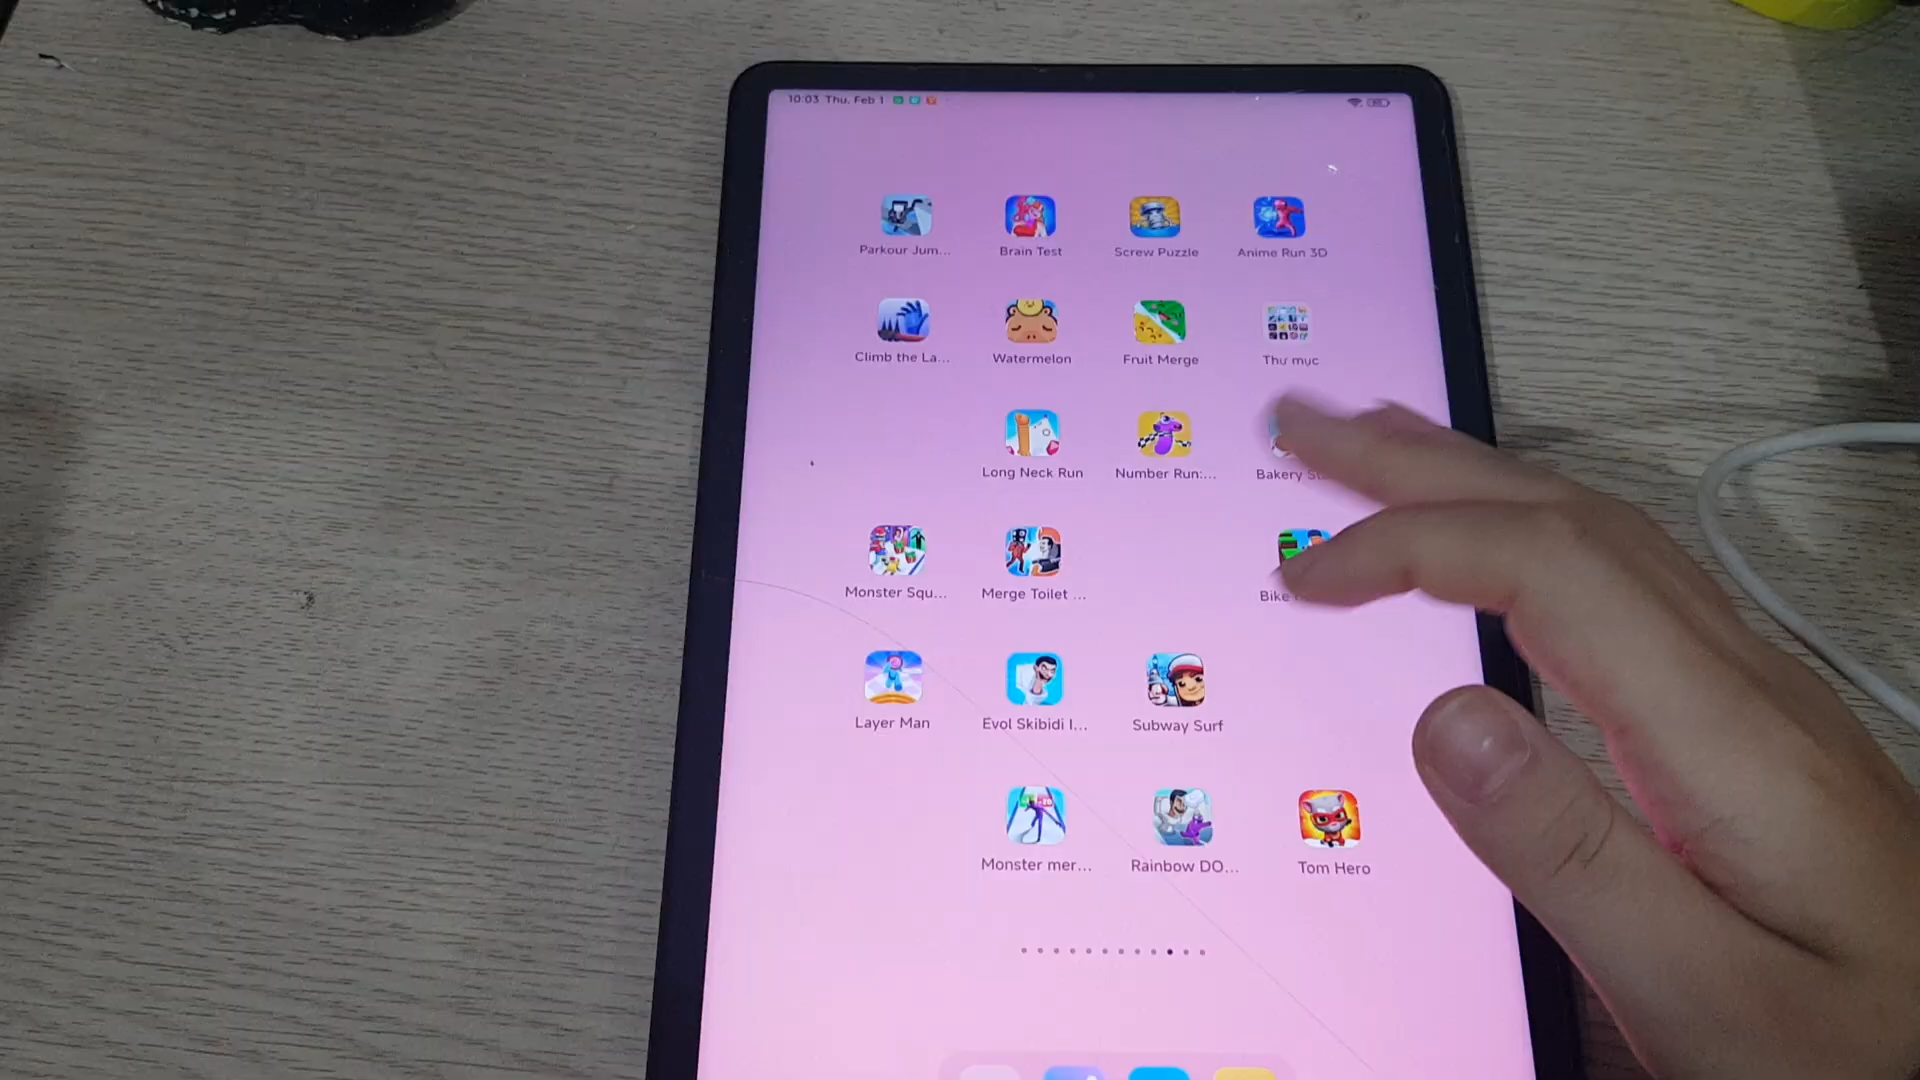 10:03 Thu, Feb 1
Parkour Jum... Brain Test Screw Puzzle Anime Run 3D
Climb the La... Watermelon Fruit Merge Thư mục
Long Neck Run Number Run:... Bakery
Monster Squ... Merge Toilet ... Bike
Layer Man Evol Skibidi I... Subway Surf
Monster mer... Rainbow DO... Tom Hero